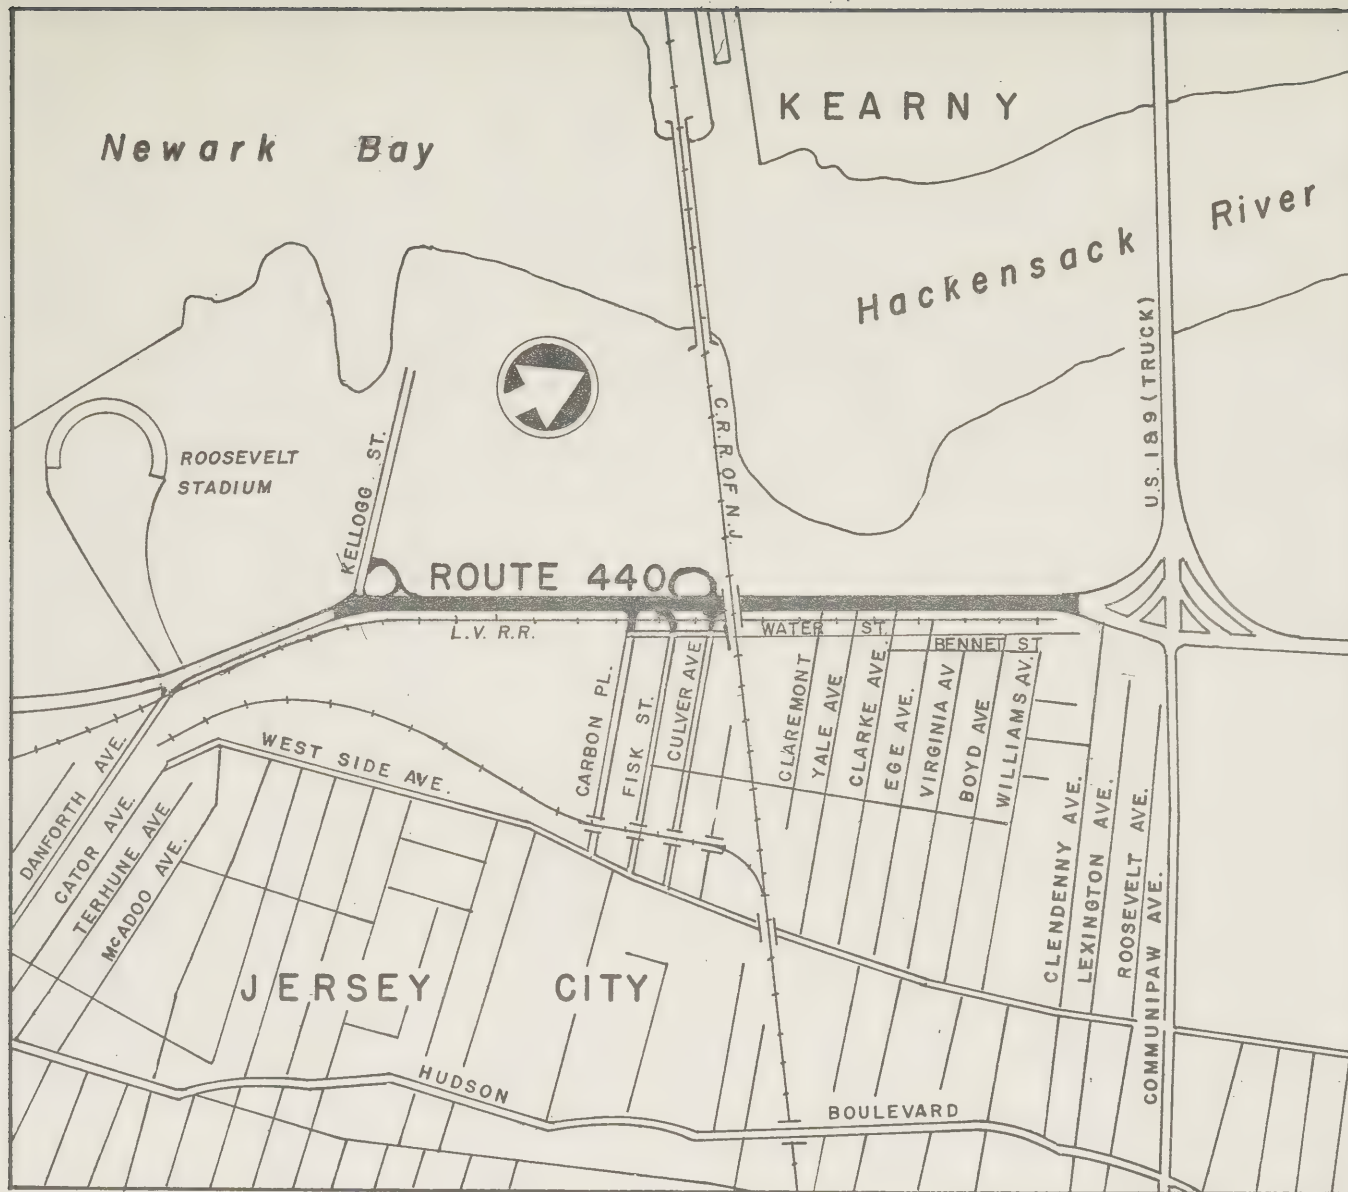 KEARNY
Newark Bay
River
Hackensack
U.S. 1 & 9 (TRUCK)
C.R.R. OF N.J.
ROOSEVELT
STADIUM
KELLOGG ST.
ROUTE 440
L.V. R.R.
WATER ST.
BENNET ST
CARBON PL.
FISK ST.
CULVER AVE
CLAREMONT
YALE AVE
CLARKE AVE.
EGE AVE.
VIRGINIA AV
BOYD AVE
WILLIAMS AV.
WEST SIDE AVE.
DANFORTH AVE.
CATOR AVE.
TERHUNE AVE
McADOO AVE.
CLENDENNY AVE.
LEXINGTON AVE.
ROOSEVELT AVE.
COMMUNIPAW AVE.
JERSEY CITY
HUDSON BOULEVARD